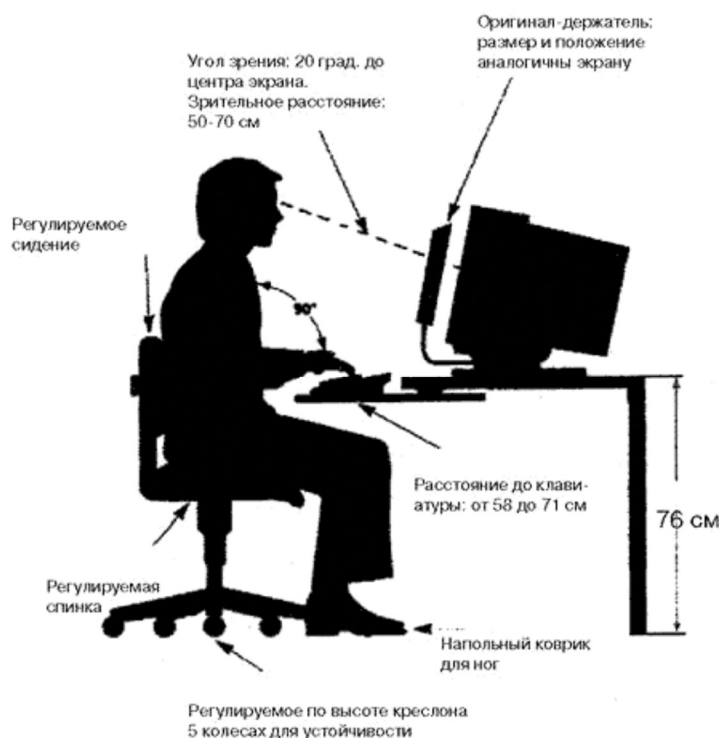 Оригинал-держатель:
размер и положение
аналогичны экрану
Угол зрения: 20 град. до
центра экрана.
Зрительное расстояние:
50-70 см
Регулируемое
сидение
90°
Расстояние до клави-
атуры: от 58 до 71 см
76 см
Регулируемая
спинка
Напольный коврик
для ног
Регулируемое по высоте креслона
5 колесах для устойчивости